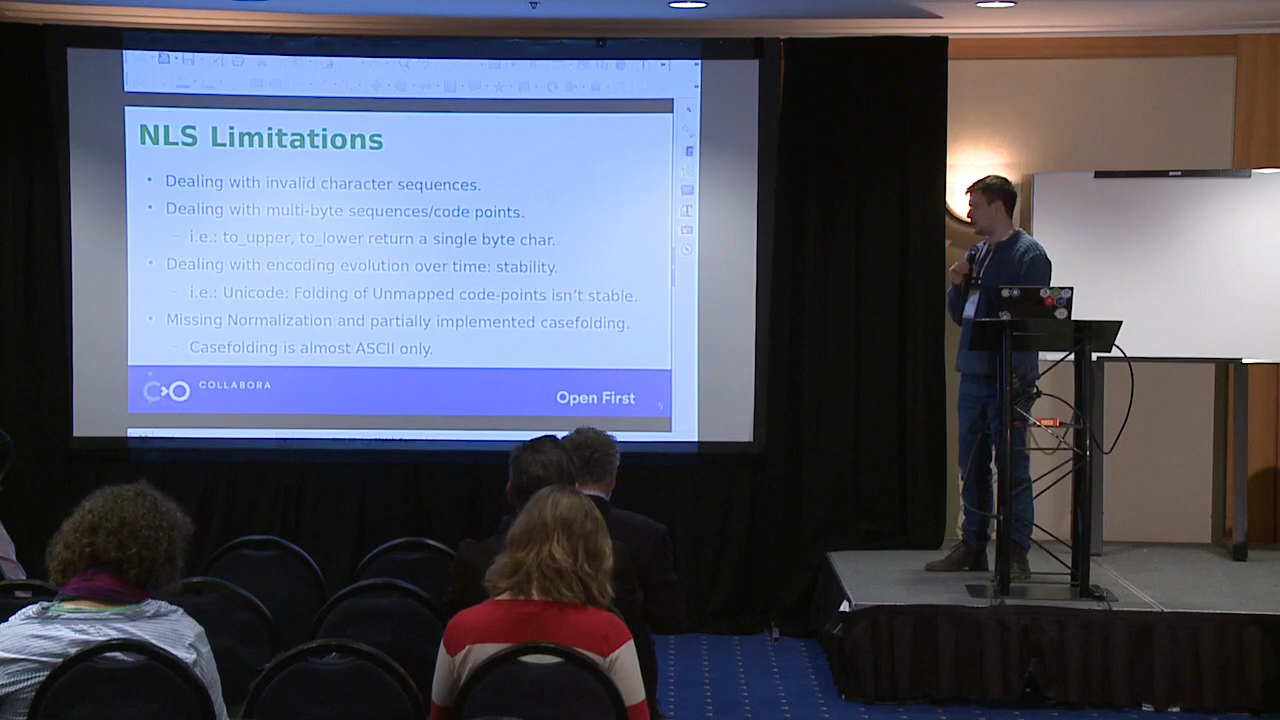 NLS Limitations
• Dealing with invalid character sequences.
• Dealing with multi-byte sequences/code points.
– i.e.: to_upper, to_lower return a single byte char.
• Dealing with encoding evolution over time: stability.
– i.e.: Unicode: Folding of Unmapped code-points isn't stable.
• Missing Normalization and partially implemented casefolding.
– Casefolding is almost ASCII only.
COLLABORA
Open First
5